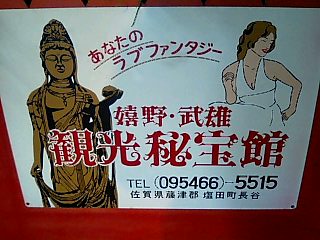 あなたの
ラブファンタジー
嬉野・武雄
観光秘宝館
TEL (095466)-5515
佐賀県藤津郡 塩田町長谷